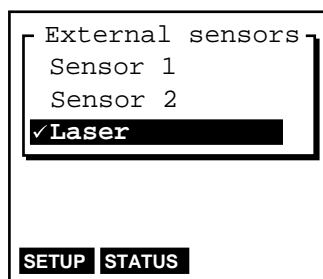 External sensors
Sensor 1
Sensor 2
✓Laser
SETUP STATUS